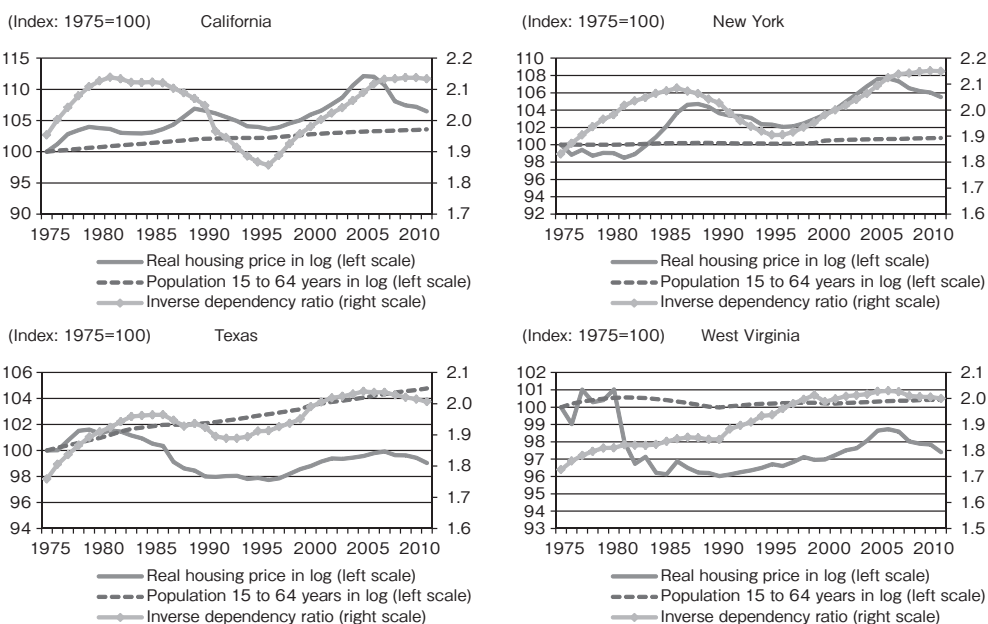 (Index: 1975=100) California
115
110
105
100
95
90
2.2
2.1
2.0
1.9
1.8
1.7
1975 1980 1985 1990 1995 2000 2005 2010
Real housing price in log (left scale)
Population 15 to 64 years in log (left scale)
Inverse dependency ratio (right scale)
(Index: 1975=100) New York
110
108
106
104
102
100
98
96
94
92
2.2
2.1
2.0
1.9
1.8
1.7
1.6
1975 1980 1985 1990 1995 2000 2005 2010
Real housing price in log (left scale)
Population 15 to 64 years in log (left scale)
Inverse dependency ratio (right scale)
(Index: 1975=100) Texas
106
104
102
100
98
96
94
2.1
2.0
1.9
1.8
1.7
1.6
1975 1980 1985 1990 1995 2000 2005 2010
Real housing price in log (left scale)
Population 15 to 64 years in log (left scale)
Inverse dependency ratio (right scale)
(Index: 1975=100) West Virginia
102
101
100
98
97
96
95
94
93
2.1
2.0
1.9
1.8
1.7
1.6
1.5
1975 1980 1985 1990 1995 2000 2005 2010
Real housing price in log (left scale)
Population 15 to 64 years in log (left scale)
Inverse dependency ratio (right scale)